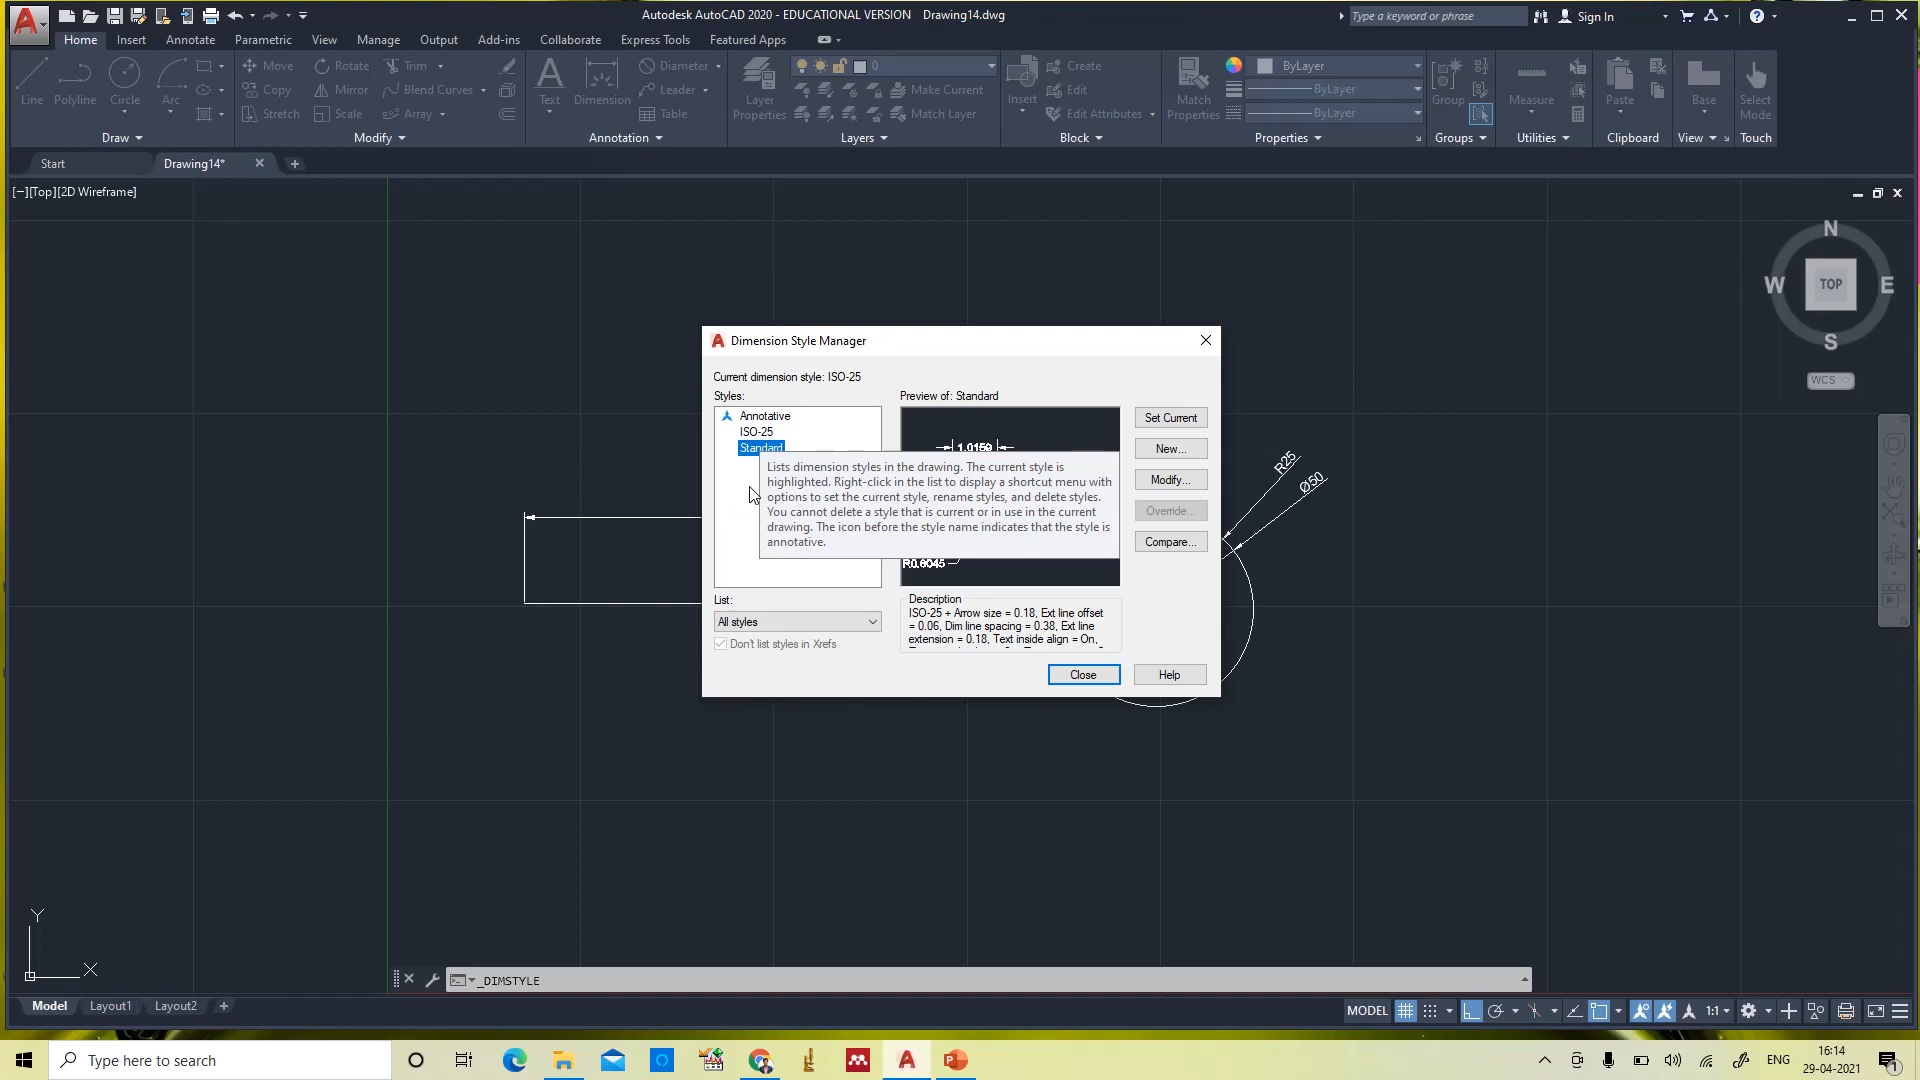 Autodesk AutoCAD 2020 - EDUCATIONAL VERSION Drawing14.dwg
Type a keyword or phrase
Sign In
Home Insert Annotate Parametric View Manage Output Add-ins Collaborate Express Tools Featured Apps
Line Polyline Circle Arc
Move Rotate Trim
Copy Mirror Blend Curves
Stretch Scale Array
Text Dimension
Diameter
Leader
Table
Layer Properties
0
Make Current
Match Layer
Insert
Create
Edit
Edit Attributes
Match Properties
ByLayer
ByLayer
ByLayer
Group
Measure
Paste
Base
Select Mode
Draw Modify Annotation Layers Block Properties Groups Utilities Clipboard View Touch
Start Drawing14*
[−][Top][2D Wireframe]
N
W TOP E
S
WCS
Dimension Style Manager
Current dimension style: ISO-25
Styles:
Annotative
ISO-25
Standard
Preview of: Standard
1.0159
R0.8045
Lists dimension styles in the drawing. The current style is
highlighted. Right-click in the list to display a shortcut menu with
options to set the current style, rename styles, and delete styles.
You cannot delete a style that is current or in use in the current
drawing. The icon before the style name indicates that the style is
annotative.
Set Current
New...
Modify...
Override...
Compare...
List:
All styles
Don't list styles in Xrefs
Description
ISO-25 + Arrow size = 0.18, Ext line offset
= 0.06, Dim line spacing = 0.38, Ext line
extension = 0.18, Text inside align = On,
Close Help
R25
Ø50
Y
X
_DIMSTYLE
Model Layout1 Layout2
MODEL
1:1
Type here to search
ENG
16:14
29-04-2021
1